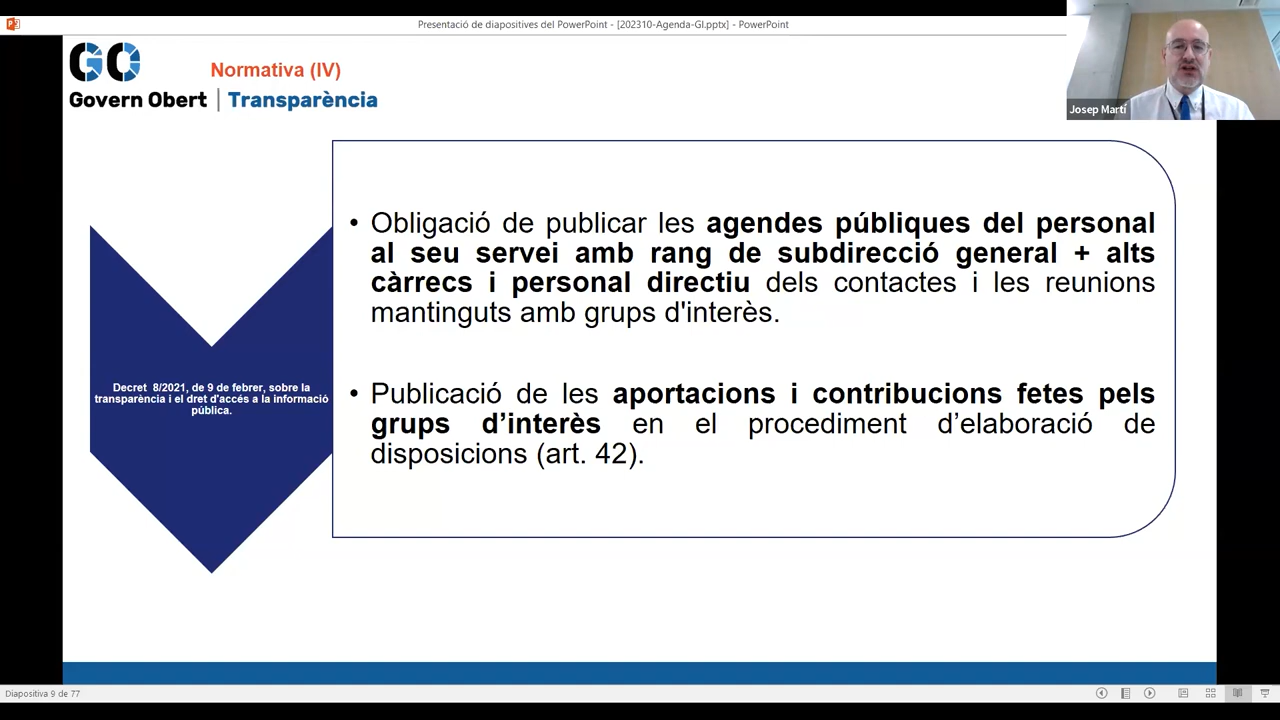 Presentació de diapositives del PowerPoint - [202310-Agenda-GI.pptx] - PowerPoint
GO
Normativa (IV)
Govern Obert | Transparència
Josep Martí
• Obligació de publicar les agendes públiques del personal
al seu servei amb rang de subdirecció general + alts
càrrecs i personal directiu dels contactes i les reunions
mantinguts amb grups d'interès.
Decret 8/2021, de 9 de febrer, sobre la
transparència i el dret d'accés a la informació
pública.
• Publicació de les aportacions i contribucions fetes pels
grups d’interès en el procediment d’elaboració de
disposicions (art. 42).
Diapositiva 9 de 77